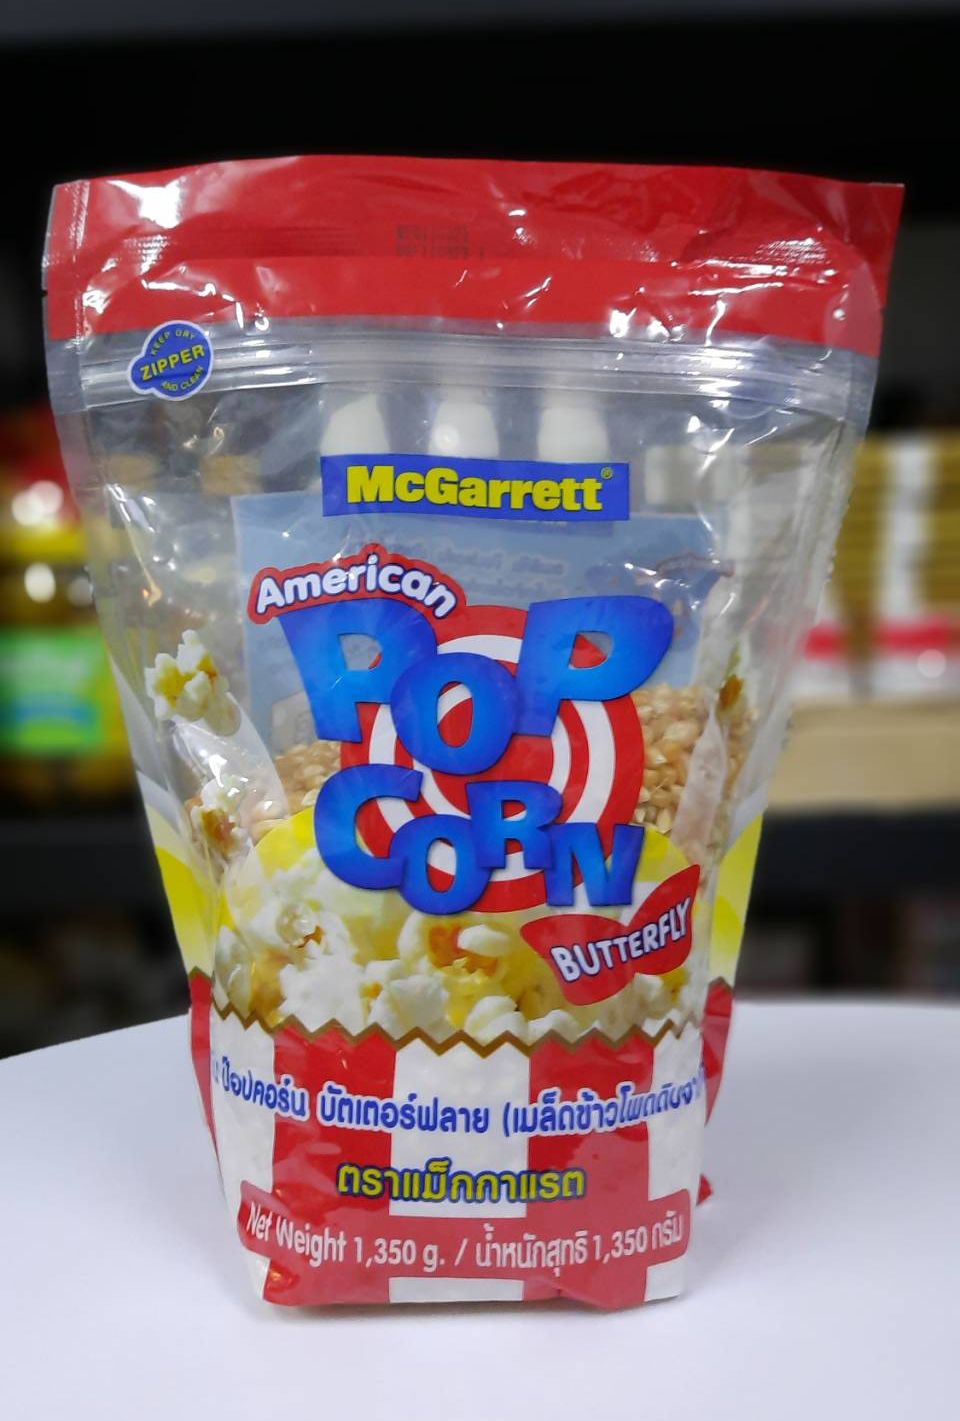 KEEP DRY
ZIPPER
AND CLEAN
McGarrett®
American
POP
CORN
BUTTERFLY
ป๊อปคอร์น บัตเตอร์ฟลาย (เมล็ดข้าวโพดดิบจาก
ตราแม็กกาแรต
Net Weight 1,350 g. / น้ำหนักสุทธิ 1,350 กรัม